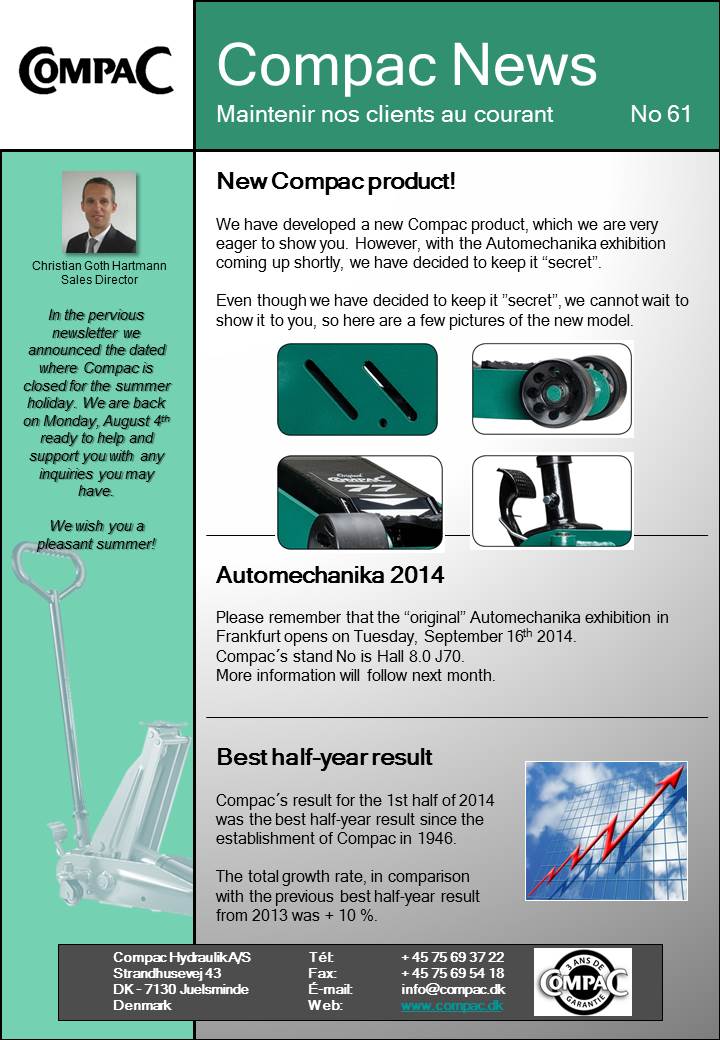 COMPAC
Compac News
Maintenir nos clients au courant No 61
Christian Goth Hartmann
Sales Director
In the pervious
newsletter we
announced the dated
where Compac is
closed for the summer
holiday. We are back
on Monday, August 4th
ready to help and
support you with any
inquiries you may
have.
We wish you a
pleasant summer!
New Compac product!
We have developed a new Compac product, which we are very
eager to show you. However, with the Automechanika exhibition
coming up shortly, we have decided to keep it “secret”.
Even though we have decided to keep it ”secret”, we cannot wait to
show it to you, so here are a few pictures of the new model.
Original
COMPAC
77
Automechanika 2014
Please remember that the “original” Automechanika exhibition in
Frankfurt opens on Tuesday, September 16th 2014.
Compac´s stand No is Hall 8.0 J70.
More information will follow next month.
Best half-year result
Compac´s result for the 1st half of 2014
was the best half-year result since the
establishment of Compac in 1946.
The total growth rate, in comparison
with the previous best half-year result
from 2013 was + 10 %.
Compac Hydraulik A/S Tél: + 45 75 69 37 22
Strandhusevej 43 Fax: + 45 75 69 54 18
DK - 7130 Juelsminde É-mail: info@compac.dk
Denmark Web: www.compac.dk
3 ANS DE
COMPAC
GARANTIE